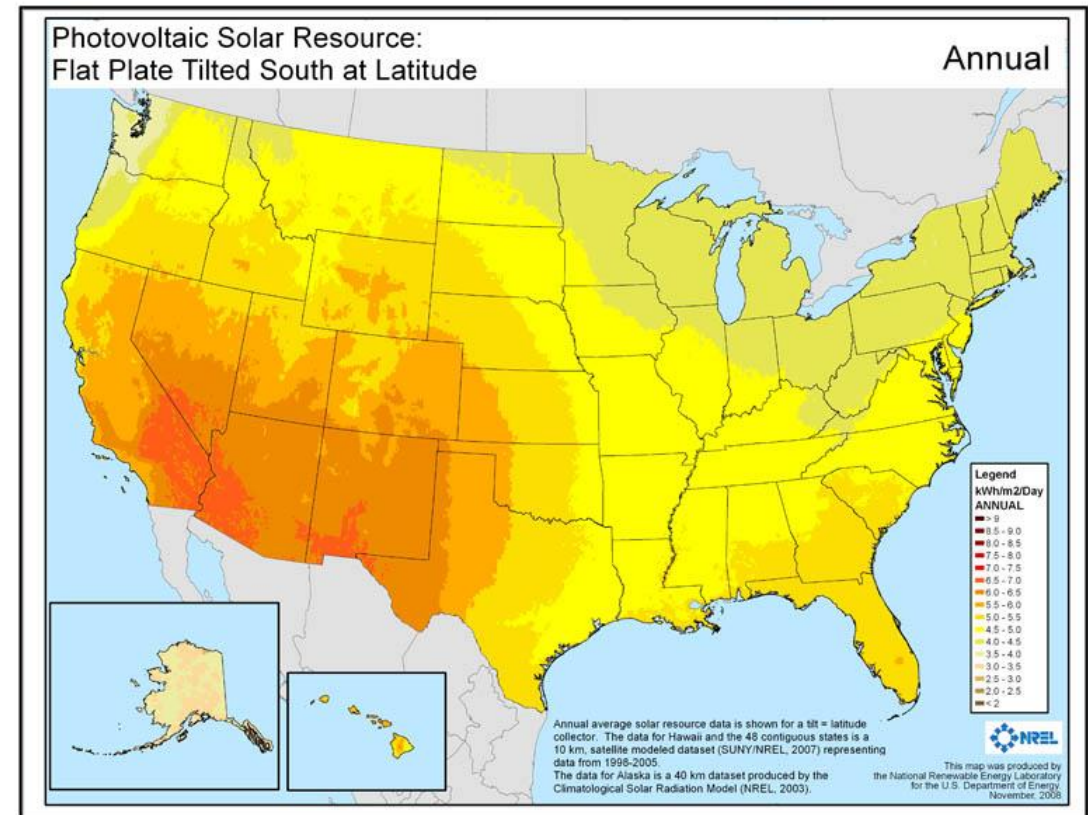 Photovoltaic Solar Resource:
Flat Plate Tilted South at Latitude
Annual
Legend
kWh/m2/Day
ANNUAL
> 9
8.5 - 9.0
8.0 - 8.5
7.5 - 8.0
7.0 - 7.5
6.5 - 7.0
6.0 - 6.5
5.5 - 6.0
5.0 - 5.5
4.5 - 5.0
4.0 - 4.5
3.5 - 4.0
3.0 - 3.5
2.5 - 3.0
2.0 - 2.5
< 2
Annual average solar resource data is shown for a tilt = latitude
collector. The data for Hawaii and the 48 contiguous states is a
10 km, satellite modeled dataset (SUNY/NREL, 2007) representing
data from 1998-2005.
The data for Alaska is a 40 km dataset produced by the
Climatological Solar Radiation Model (NREL, 2003).
NREL
This map was produced by
the National Renewable Energy Laboratory
for the U.S. Department of Energy.
November, 2008